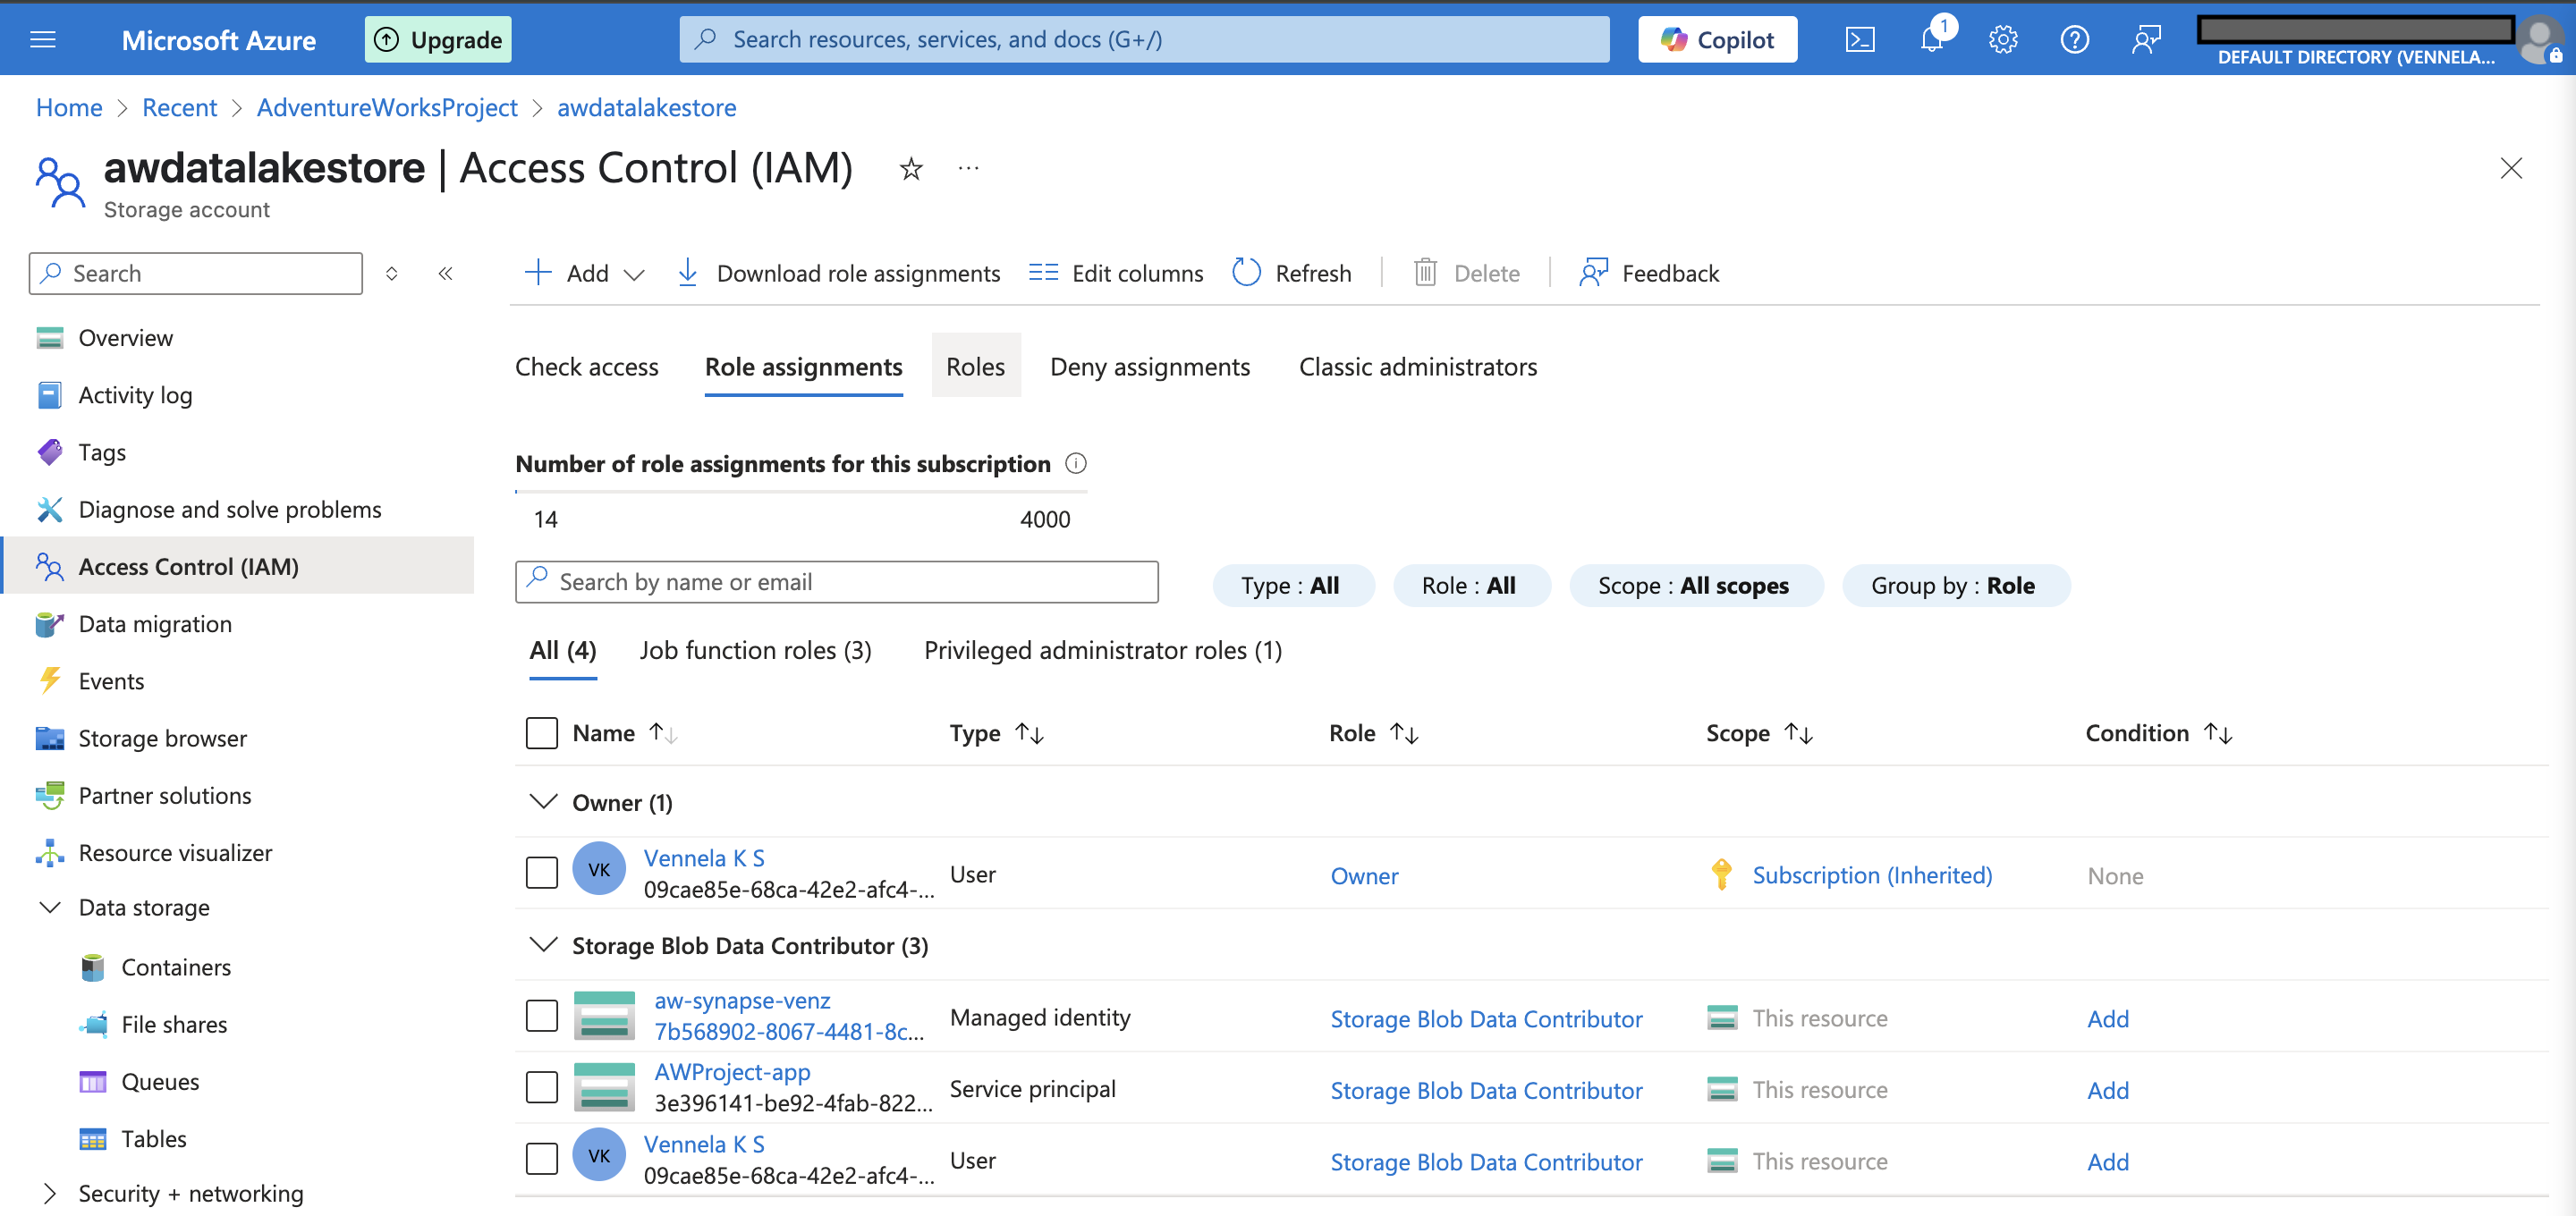 Microsoft Azure
Upgrade
Search resources, services, and docs (G+/)
Copilot
1
DEFAULT DIRECTORY (VENNELA...
Home > Recent > AdventureWorksProject > awdatalakestore
awdatalakestore | Access Control (IAM)
Storage account
Search
Add
Download role assignments
Edit columns
Refresh
Delete
Feedback
Overview
Activity log
Tags
Diagnose and solve problems
Access Control (IAM)
Data migration
Events
Storage browser
Partner solutions
Resource visualizer
Data storage
Containers
File shares
Queues
Tables
Security + networking
Check access
Role assignments
Roles
Deny assignments
Classic administrators
Number of role assignments for this subscription
14 4000
Search by name or email
Type : All
Role : All
Scope : All scopes
Group by : Role
All (4)
Job function roles (3)
Privileged administrator roles (1)
Name Type Role Scope Condition
Owner (1)
VK Vennela K S
09cae85e-68ca-42e2-afc4-...
User
Owner
Subscription (Inherited)
None
Storage Blob Data Contributor (3)
aw-synapse-venz
7b568902-8067-4481-8c...
Managed identity
Storage Blob Data Contributor
This resource
Add
AWProject-app
3e396141-be92-4fab-822...
Service principal
Storage Blob Data Contributor
This resource
Add
VK Vennela K S
09cae85e-68ca-42e2-afc4-...
User
Storage Blob Data Contributor
This resource
Add